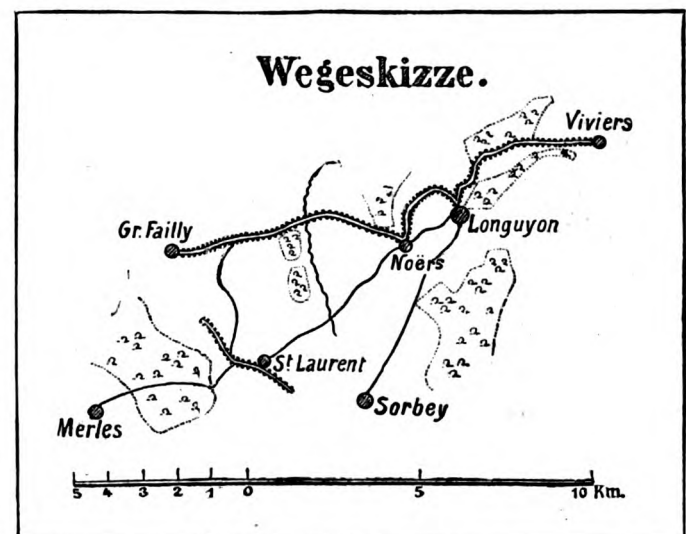 Wegeskizze.
Viviers
Gr. Failly
Longuyon
Noërs
St Laurent
Merles
Sorbey
5 4 3 2 1 0 5 10 Km.